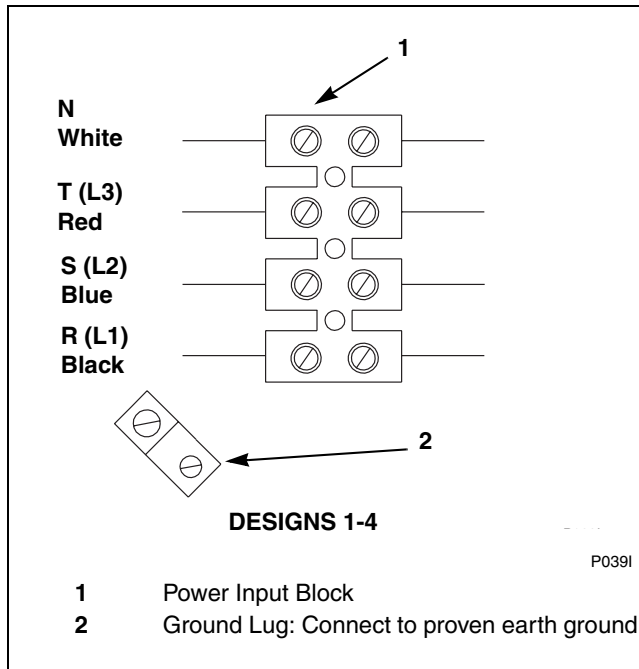 1
N
White
T (L3)
Red
S (L2)
Blue
R (L1)
Black
2
DESIGNS 1-4
P039I
1 Power Input Block
2 Ground Lug: Connect to proven earth ground